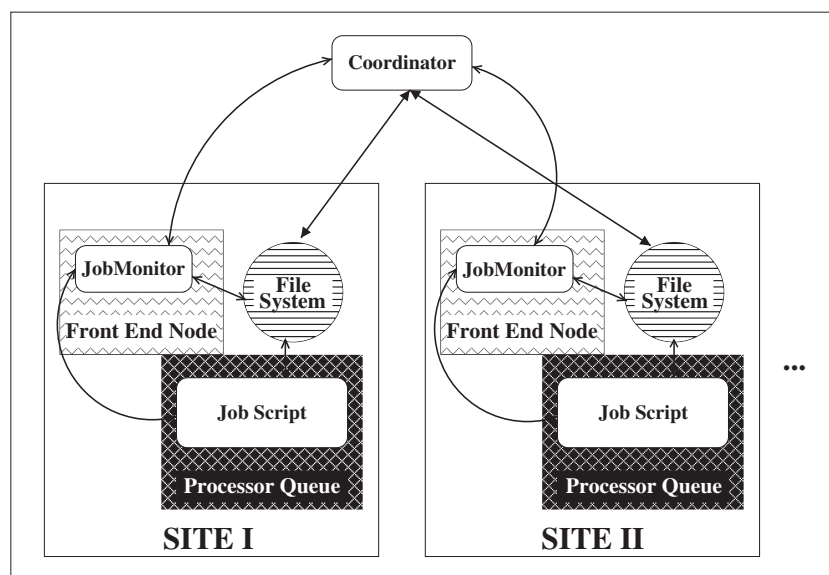 Coordinator
JobMonitor
File
System
Front End Node
Job Script
Processor Queue
SITE I
JobMonitor
File
System
Front End Node
Job Script
Processor Queue
SITE II
...